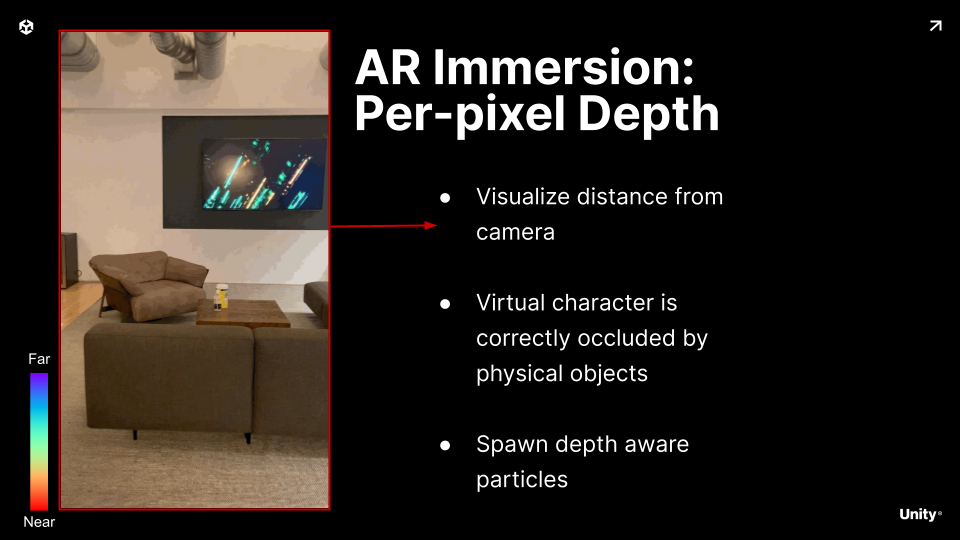 AR Immersion:
Per-pixel Depth
● Visualize distance from
camera
● Virtual character is
correctly occluded by
physical objects
● Spawn depth aware
particles
Far
Near
Unity®